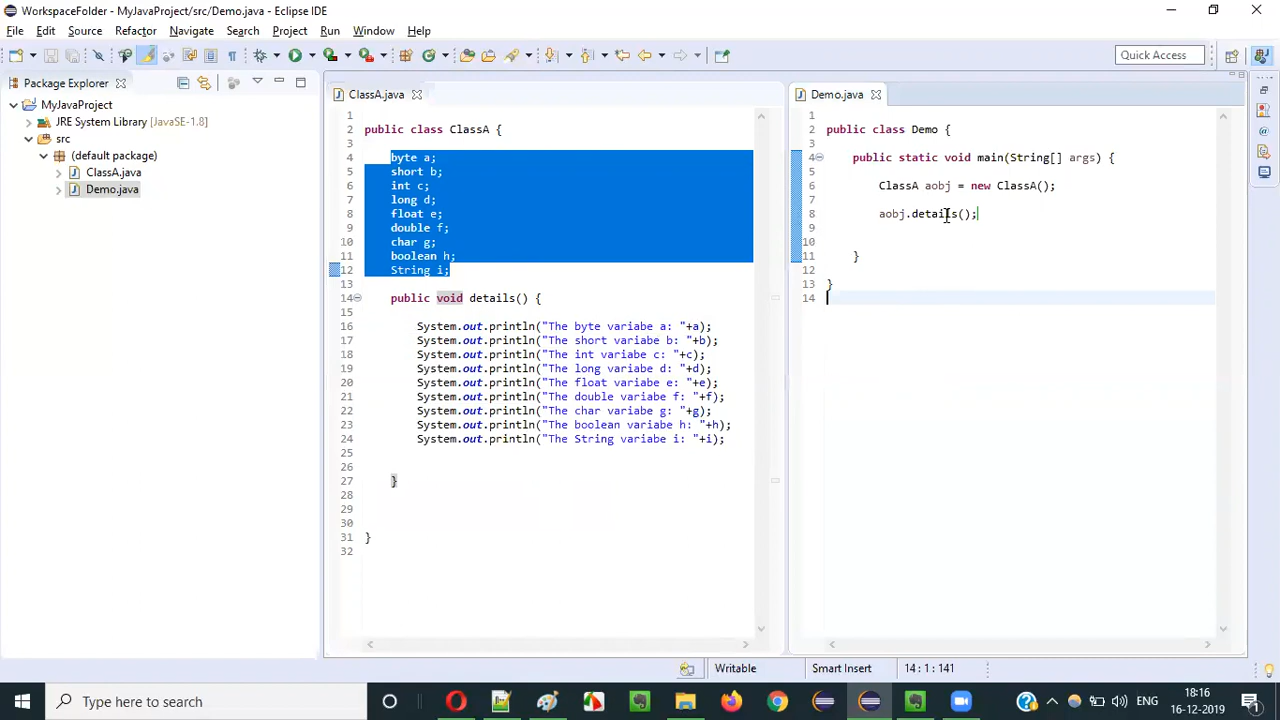 WorkspaceFolder - MyJavaProject/src/Demo.java - Eclipse IDE
File Edit Source Refactor Navigate Search Project Run Window Help
Quick Access
Package Explorer
MyJavaProject
JRE System Library [JavaSE-1.8]
src
(default package)
ClassA.java
Demo.java
ClassA.java
1
2 public class ClassA {
3
4 byte a;
5 short b;
6 int c;
7 long d;
8 float e;
9 double f;
10 char g;
11 boolean h;
12 String i;
13
14 public void details() {
15
16 System.out.println("The byte variabe a: "+a);
17 System.out.println("The short variabe b: "+b);
18 System.out.println("The int variabe c: "+c);
19 System.out.println("The long variabe d: "+d);
20 System.out.println("The float variabe e: "+e);
21 System.out.println("The double variabe f: "+f);
22 System.out.println("The char variabe g: "+g);
23 System.out.println("The boolean variabe h: "+h);
24 System.out.println("The String variabe i: "+i);
25
26
27 }
28
29
30
31 }
32
Demo.java
1
2 public class Demo {
3
4 public static void main(String[] args) {
5
6 ClassA aobj = new ClassA();
7
8 aobj.details();
9
10
11 }
12
13 }
14
Writable Smart Insert 14 : 1 : 141
Type here to search
ENG
18:16
16-12-2019